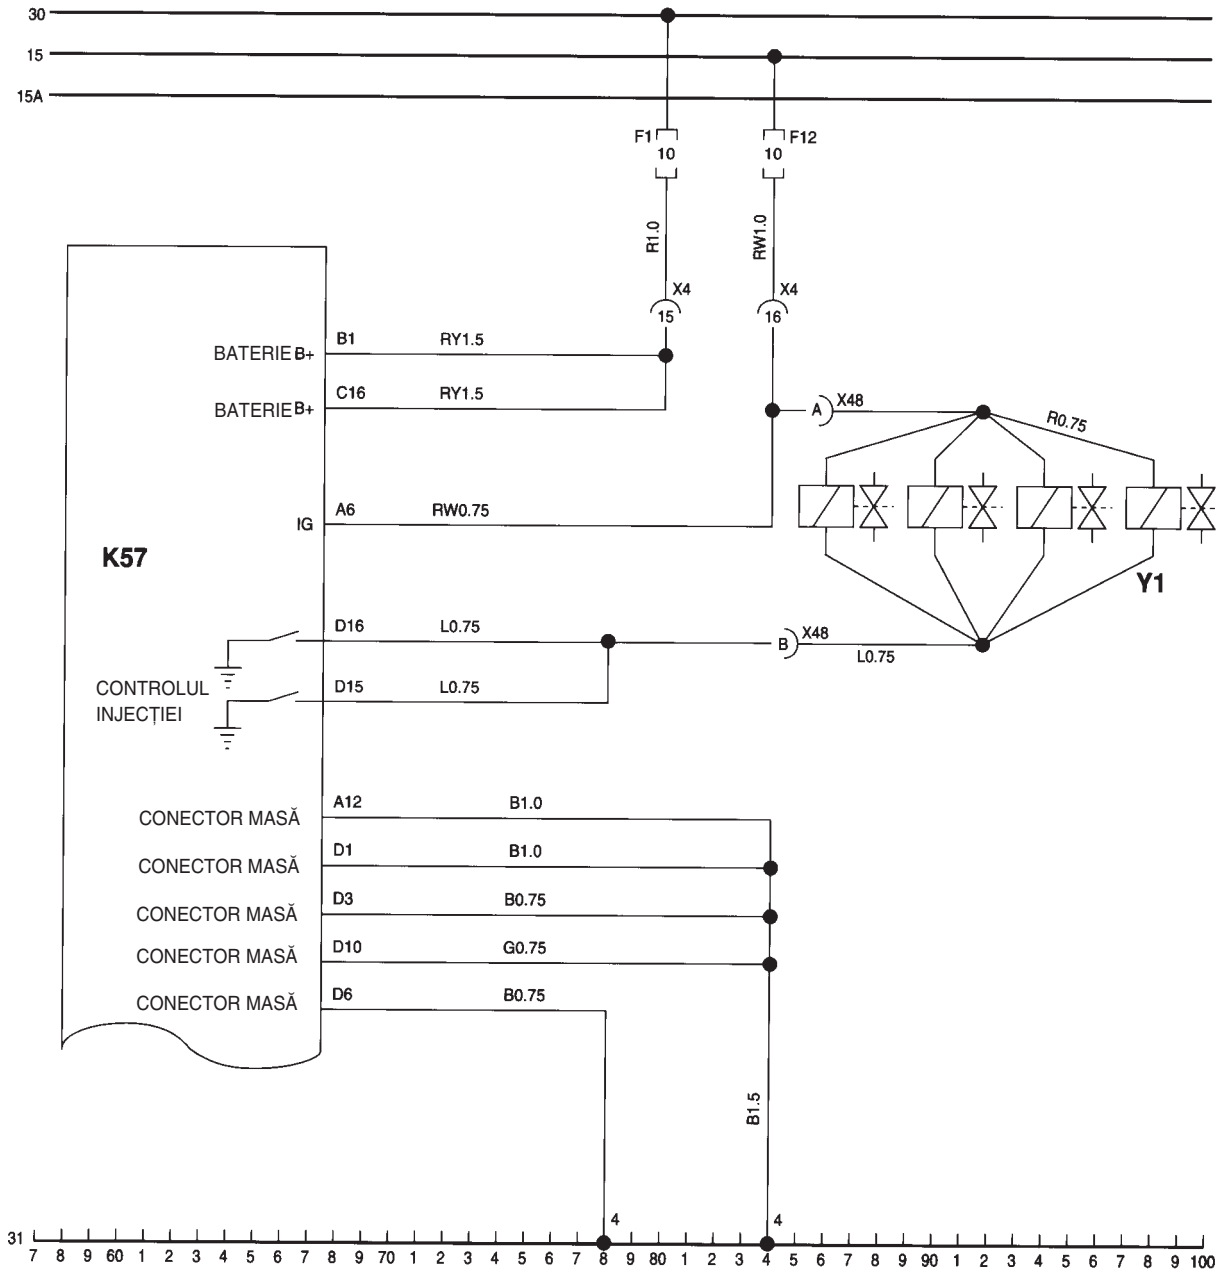 30
15
15A
F1
10
F12
10
R1.0
RW1.0
X4
15
X4
16
BATERIE B+
B1
RY1.5
BATERIE B+
C16
RY1.5
A
X48
R0.75
IG
A6
RW0.75
K57
Y1
D16
L0.75
B
X48
L0.75
CONTROLUL
INJECȚIEI
D15
L0.75
CONECTOR MASĂ
A12
B1.0
CONECTOR MASĂ
D1
B1.0
CONECTOR MASĂ
D3
B0.75
CONECTOR MASĂ
D10
G0.75
CONECTOR MASĂ
D6
B0.75
B1.5
4
4
31
7 8 9 60 1 2 3 4 5 6 7 8 9 70 1 2 3 4 5 6 7 8 9 80 1 2 3 4 5 6 7 8 9 90 1 2 3 4 5 6 7 8 9 100